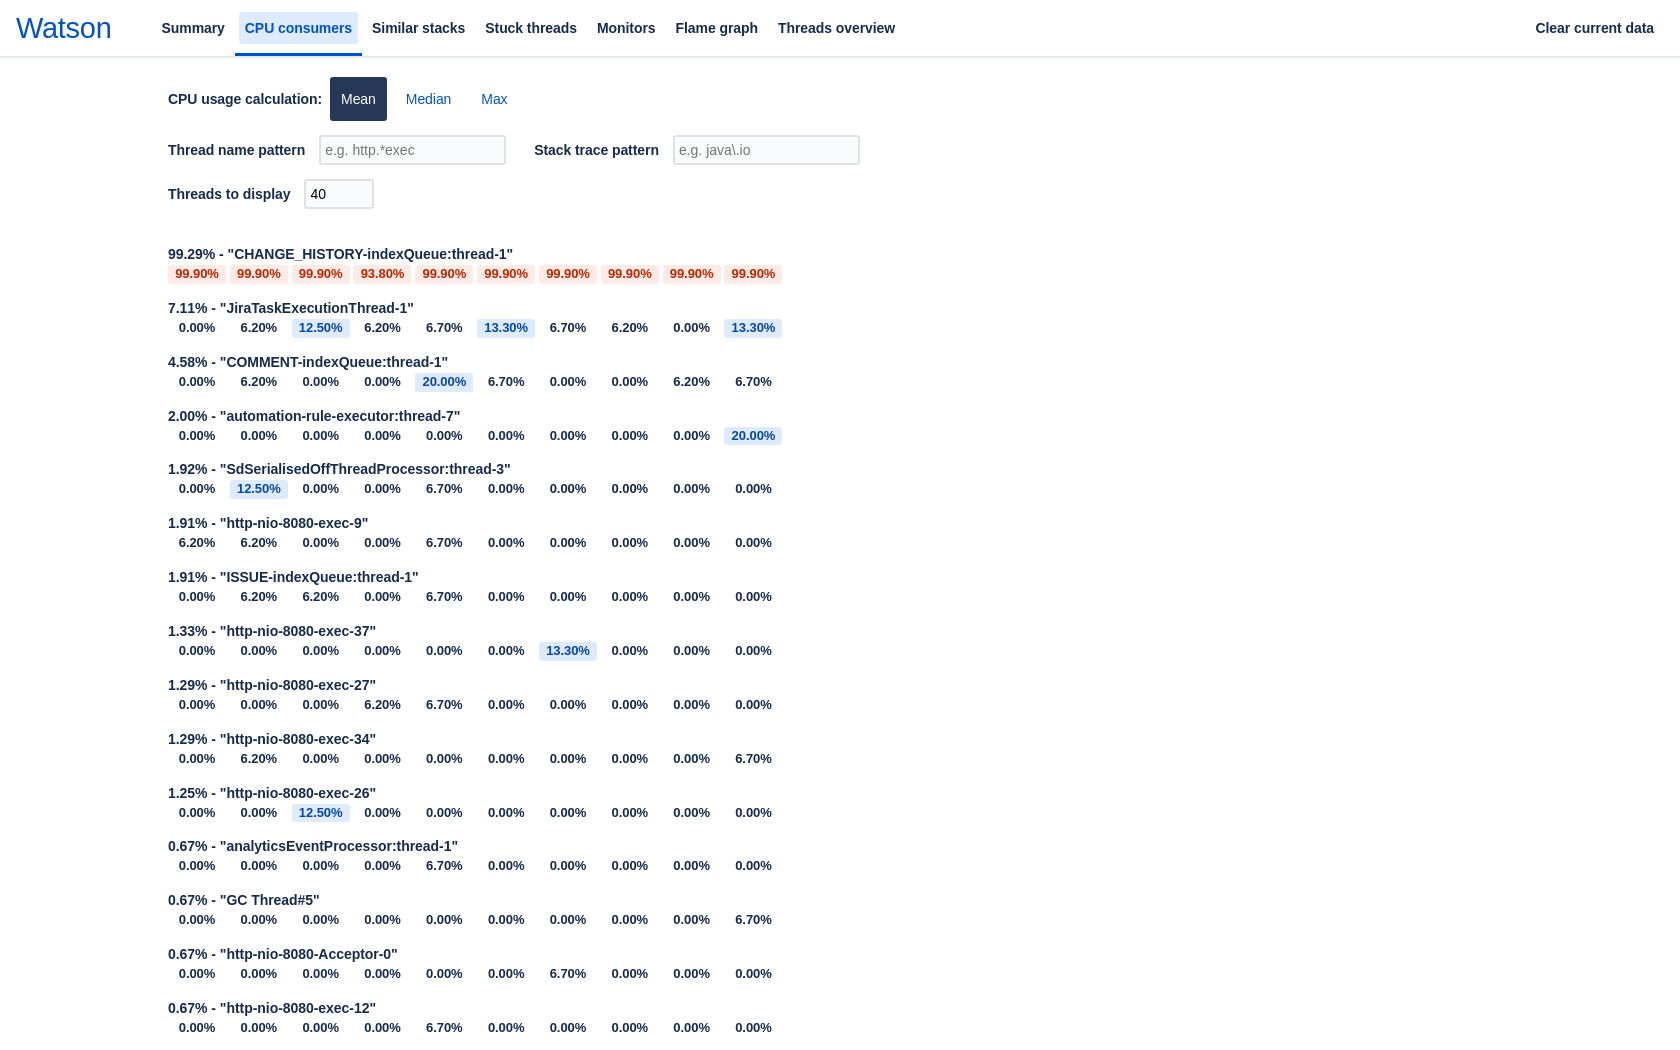 Watson Summary CPU consumers Similar stacks Stuck threads Monitors Flame graph Threads overview Clear current data
CPU usage calculation: Mean Median Max
Thread name pattern e.g. http.*exec Stack trace pattern e.g. java\.io
Threads to display 40
99.29% - "CHANGE_HISTORY-indexQueue:thread-1"
99.90% 99.90% 99.90% 93.80% 99.90% 99.90% 99.90% 99.90% 99.90% 99.90%
7.11% - "JiraTaskExecutionThread-1"
0.00% 6.20% 12.50% 6.20% 6.70% 13.30% 6.70% 6.20% 0.00% 13.30%
4.58% - "COMMENT-indexQueue:thread-1"
0.00% 6.20% 0.00% 0.00% 20.00% 6.70% 0.00% 0.00% 6.20% 6.70%
2.00% - "automation-rule-executor:thread-7"
0.00% 0.00% 0.00% 0.00% 0.00% 0.00% 0.00% 0.00% 0.00% 20.00%
1.92% - "SdSerialisedOffThreadProcessor:thread-3"
0.00% 12.50% 0.00% 0.00% 6.70% 0.00% 0.00% 0.00% 0.00% 0.00%
1.91% - "http-nio-8080-exec-9"
6.20% 6.20% 0.00% 0.00% 6.70% 0.00% 0.00% 0.00% 0.00% 0.00%
1.91% - "ISSUE-indexQueue:thread-1"
0.00% 6.20% 6.20% 0.00% 6.70% 0.00% 0.00% 0.00% 0.00% 0.00%
1.33% - "http-nio-8080-exec-37"
0.00% 0.00% 0.00% 0.00% 0.00% 0.00% 13.30% 0.00% 0.00% 0.00%
1.29% - "http-nio-8080-exec-27"
0.00% 0.00% 0.00% 6.20% 6.70% 0.00% 0.00% 0.00% 0.00% 0.00%
1.29% - "http-nio-8080-exec-34"
0.00% 6.20% 0.00% 0.00% 0.00% 0.00% 0.00% 0.00% 0.00% 6.70%
1.25% - "http-nio-8080-exec-26"
0.00% 0.00% 12.50% 0.00% 0.00% 0.00% 0.00% 0.00% 0.00% 0.00%
0.67% - "analyticsEventProcessor:thread-1"
0.00% 0.00% 0.00% 0.00% 6.70% 0.00% 0.00% 0.00% 0.00% 0.00%
0.67% - "GC Thread#5"
0.00% 0.00% 0.00% 0.00% 0.00% 0.00% 0.00% 0.00% 0.00% 6.70%
0.67% - "http-nio-8080-Acceptor-0"
0.00% 0.00% 0.00% 0.00% 0.00% 0.00% 6.70% 0.00% 0.00% 0.00%
0.67% - "http-nio-8080-exec-12"
0.00% 0.00% 0.00% 0.00% 6.70% 0.00% 0.00% 0.00% 0.00% 0.00%